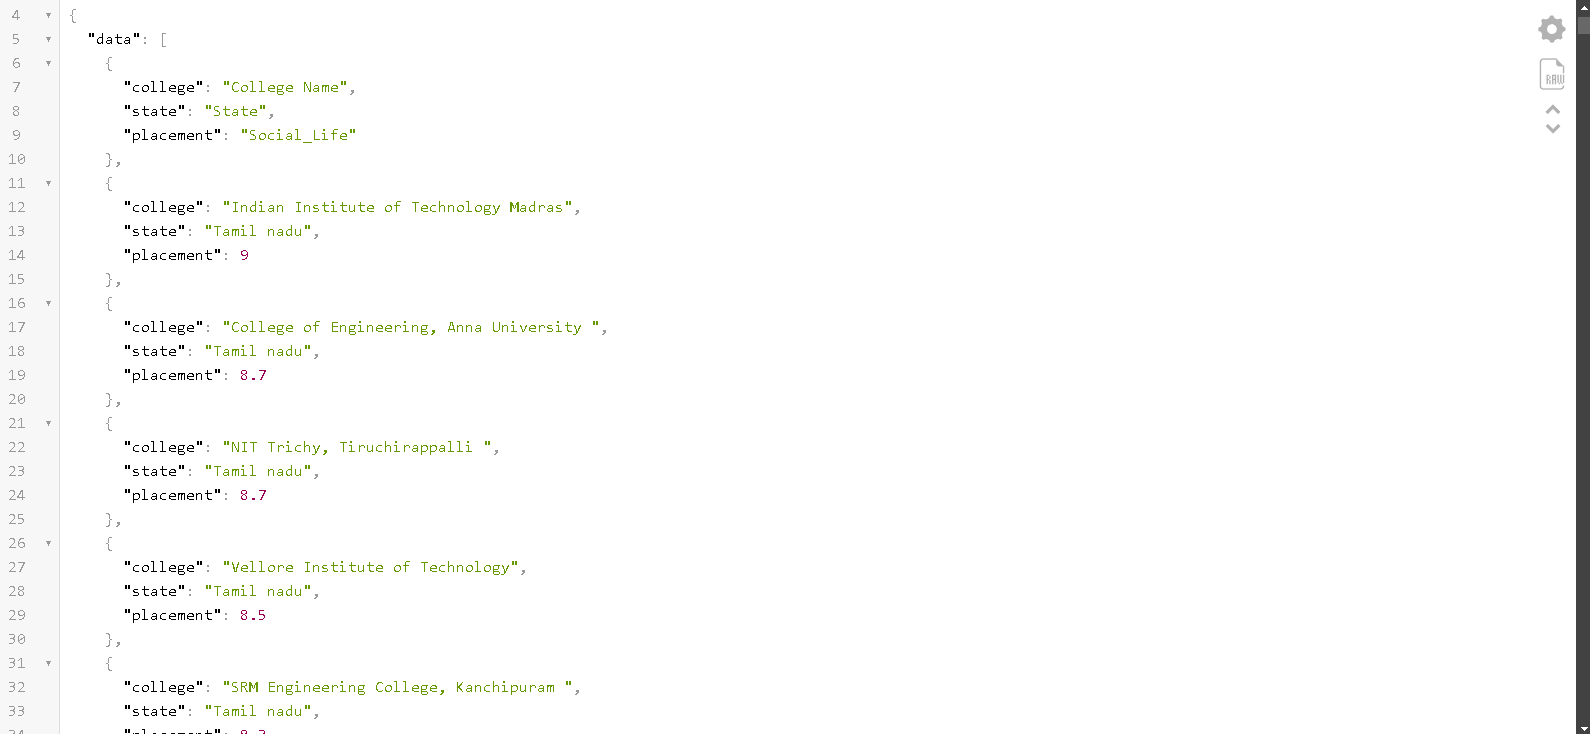 4 {
5 "data": [
6 {
7 "college": "College Name",
8 "state": "State",
9 "placement": "Social_Life"
10 },
11 {
12 "college": "Indian Institute of Technology Madras",
13 "state": "Tamil nadu",
14 "placement": 9
15 },
16 {
17 "college": "College of Engineering, Anna University ",
18 "state": "Tamil nadu",
19 "placement": 8.7
20 },
21 {
22 "college": "NIT Trichy, Tiruchirappalli ",
23 "state": "Tamil nadu",
24 "placement": 8.7
25 },
26 {
27 "college": "Vellore Institute of Technology",
28 "state": "Tamil nadu",
29 "placement": 8.5
30 },
31 {
32 "college": "SRM Engineering College, Kanchipuram ",
33 "state": "Tamil nadu",
34 "placement":
RAW